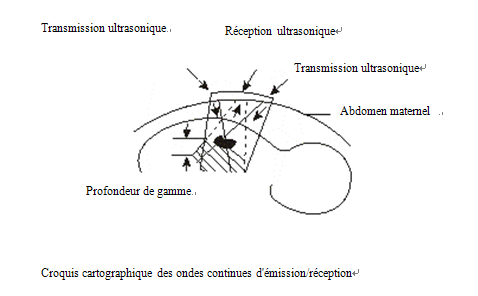 Transmission ultrasonique.
Réception ultrasonique
Transmission ultrasonique
Abdomen maternel
Profondeur de gamme.
Croquis cartographique des ondes continues d'émission/réception